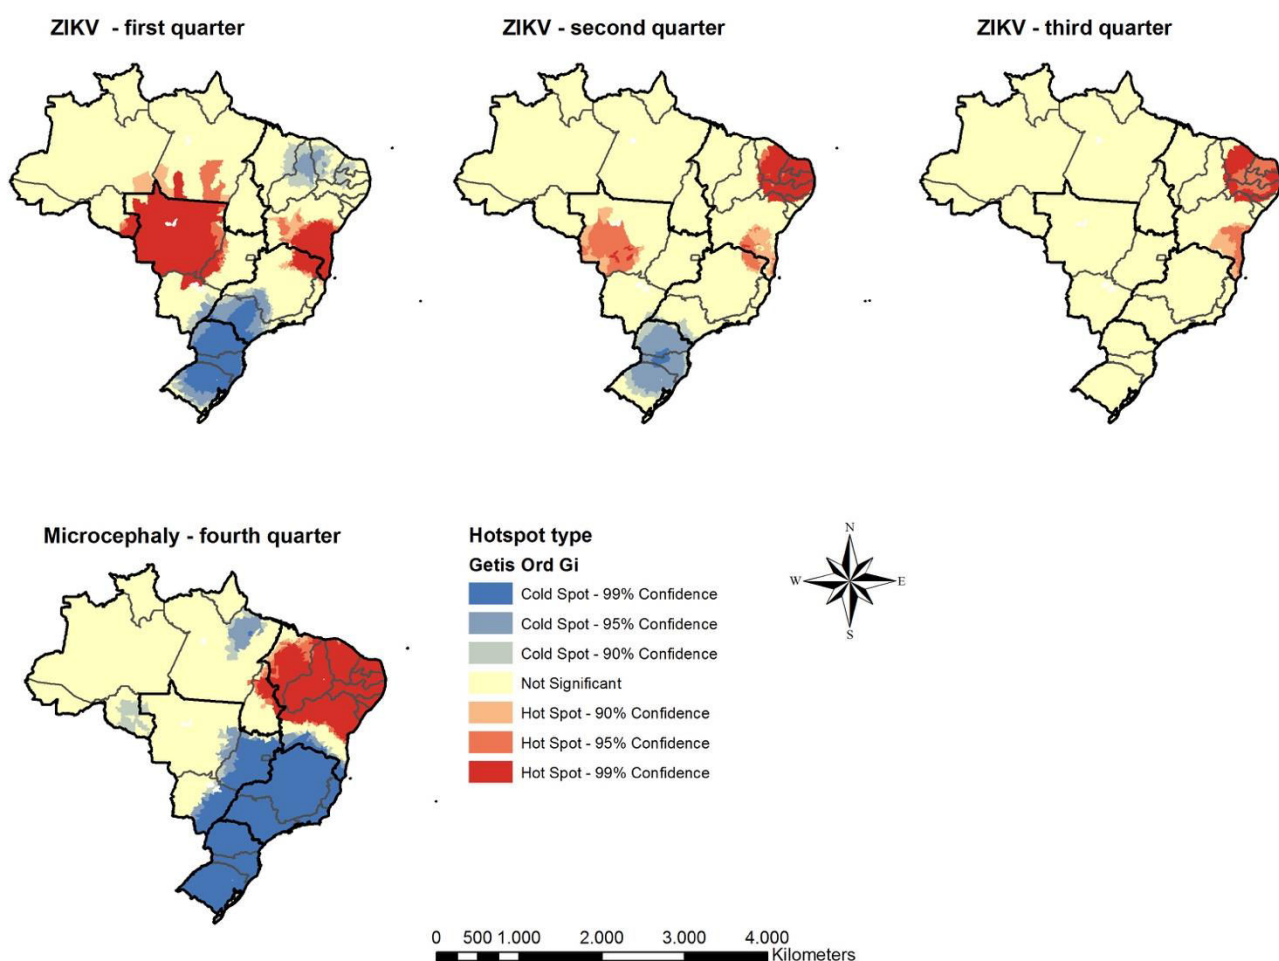 ZIKV - first quarter
ZIKV - second quarter
ZIKV - third quarter
Microcephaly - fourth quarter
Hotspot type
Getis Ord Gi
Cold Spot - 99% Confidence
Cold Spot - 95% Confidence
Cold Spot - 90% Confidence
Not Significant
Hot Spot - 90% Confidence
Hot Spot - 95% Confidence
Hot Spot - 99% Confidence
N
W E
S
0 500 1.000 2.000 3.000 4.000
Kilometers